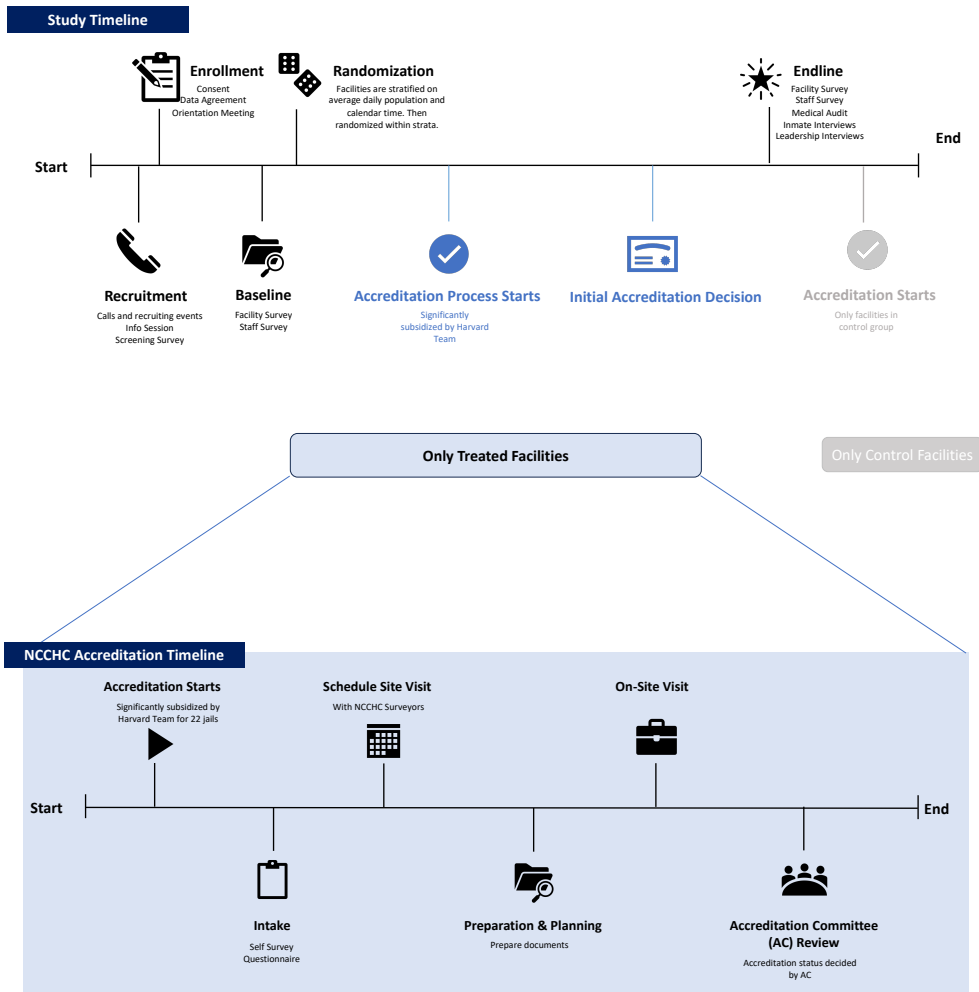 Study Timeline
Enrollment
Consent
Data Agreement
Orientation Meeting
Randomization
Facilities are stratified on
average daily population and
calendar time. Then
randomized within strata.
Endline
Facility Survey
Staff Survey
Medical Audit
Inmate Interviews
Leadership Interviews
Start
End
Recruitment
Calls and recruiting events
Info Session
Screening Survey
Baseline
Facility Survey
Staff Survey
Accreditation Process Starts
Significantly
subsidized by Harvard
Team
Initial Accreditation Decision
Accreditation Starts
Only facilities in
control group
Only Treated Facilities
Only Control Facilities
NCCHC Accreditation Timeline
Accreditation Starts
Significantly subsidized by
Harvard Team for 22 jails
Schedule Site Visit
With NCCHC Surveyors
On-Site Visit
Start
End
Intake
Self Survey
Questionnaire
Preparation & Planning
Prepare documents
Accreditation Committee
(AC) Review
Accreditation status decided
by AC